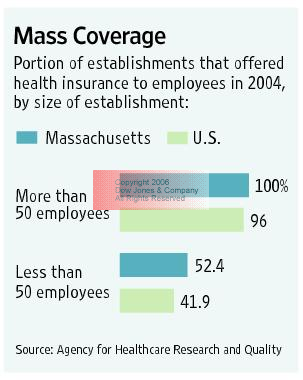 Mass Coverage
Portion of establishments that offered
health insurance to employees in 2004,
by size of establishment:
Massachusetts U.S.
Copyright 2006
Dow Jones & Company
All Rights Reserved
More than
50 employees
100%
96
Less than
50 employees
52.4
41.9
Source: Agency for Healthcare Research and Quality